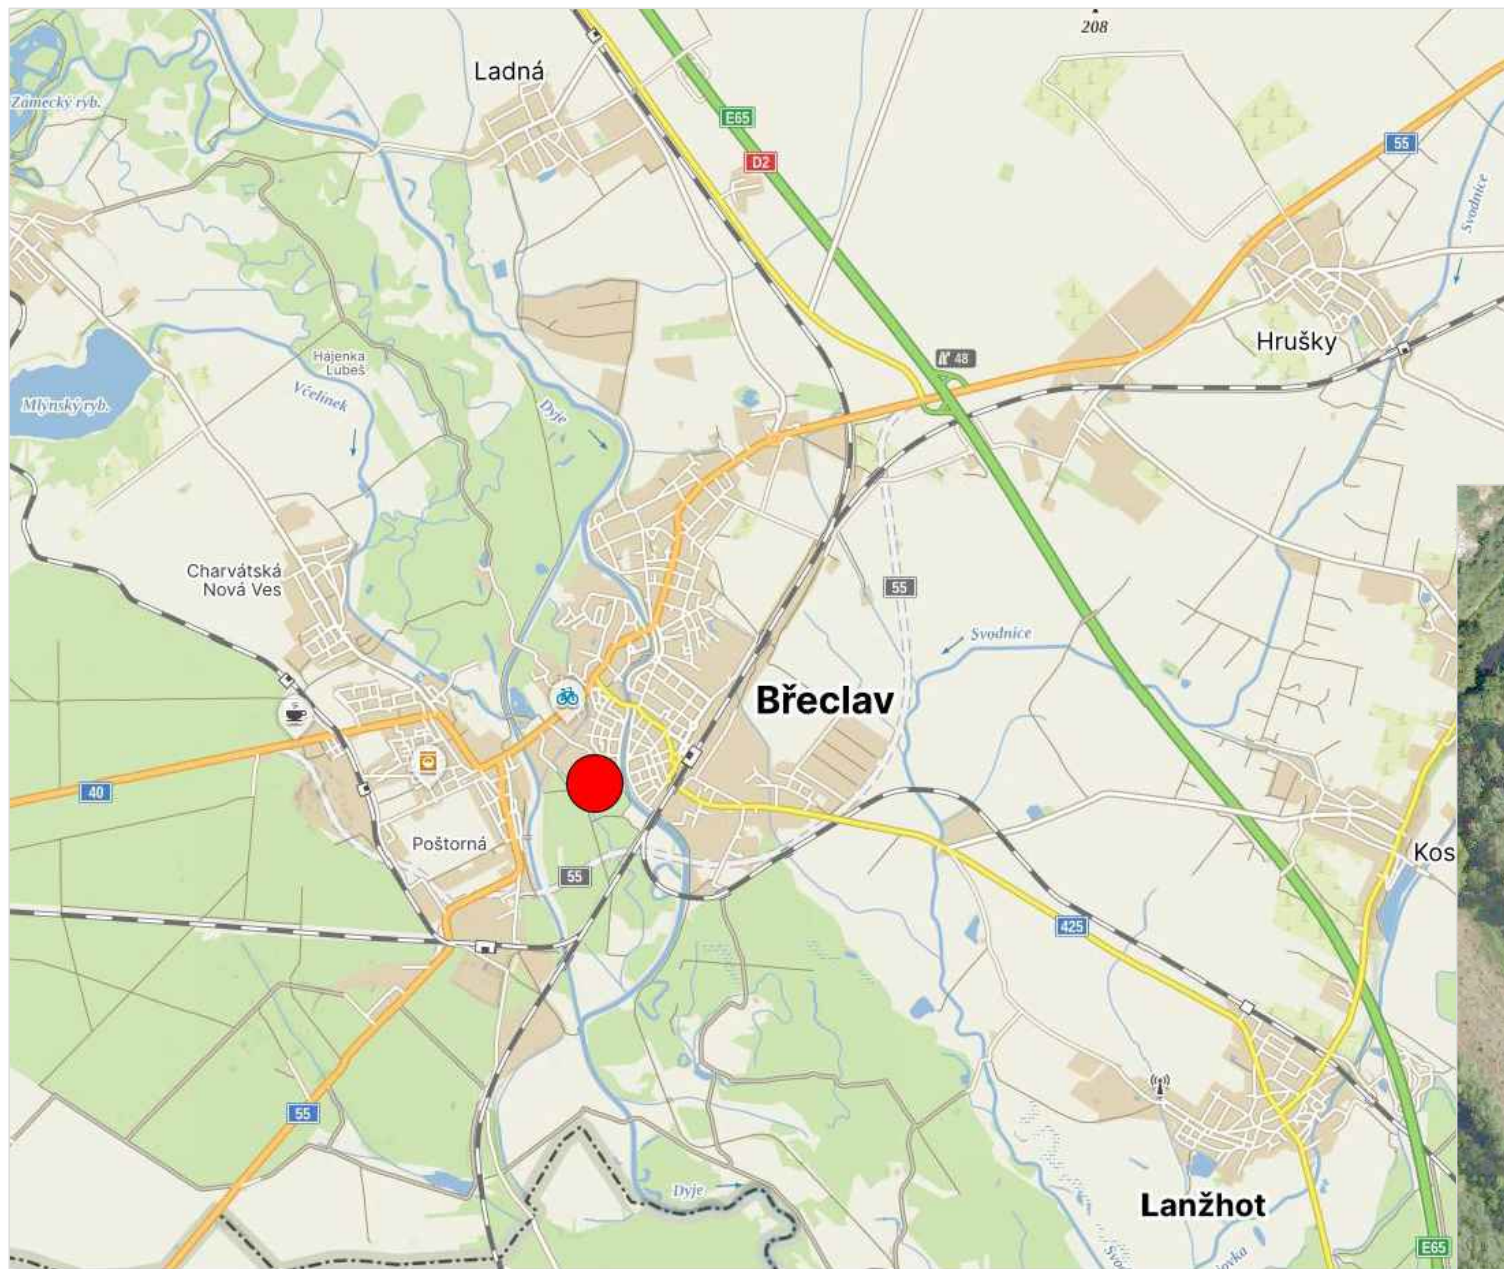 208
Ladná
Zámecký ryb.
E65
D2
55
Svodnice
Hájenka
Lubeš
Hrušky
48
Včelínek
Mlýnský ryb.
Dyje
Charvátská
Nová Ves
55
Svodnice
Břeclav
40
Poštorná
Kos
55
425
55
Dyje
Lanžhot
E65